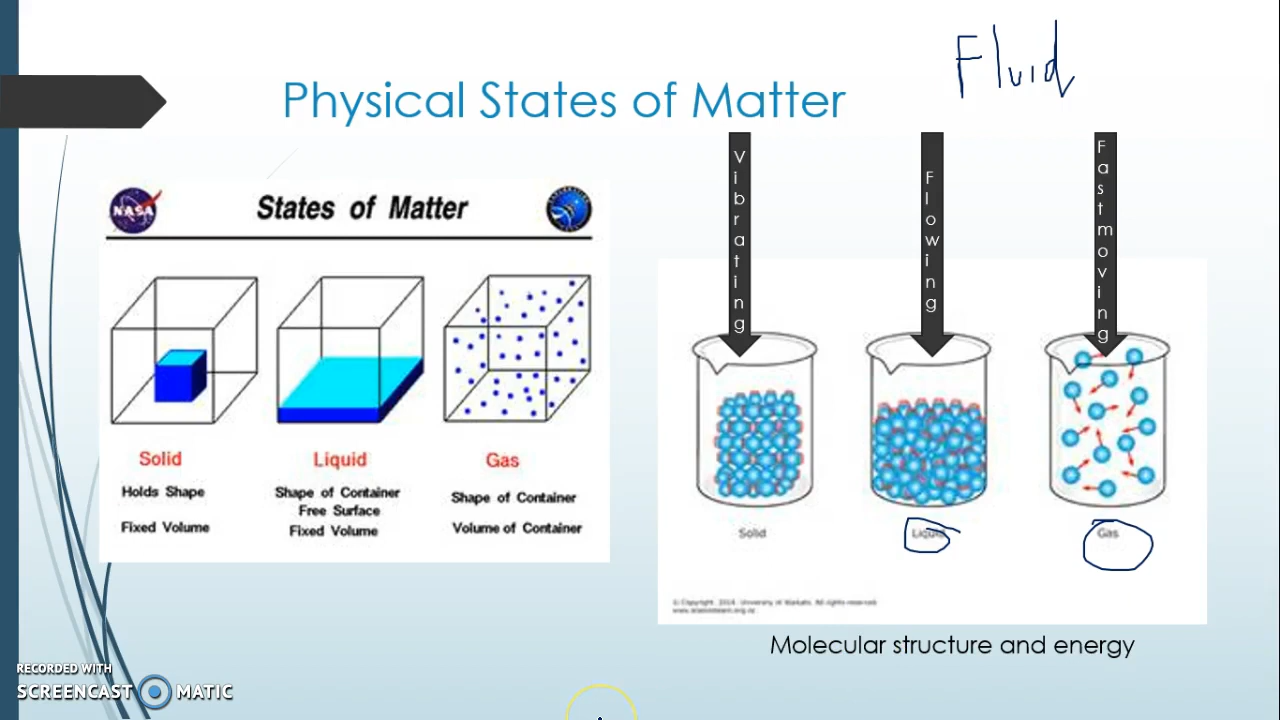 Fluid
Physical States of Matter
NASA
States of Matter
Solid
Holds Shape
Fixed Volume
Liquid
Shape of Container
Free Surface
Fixed Volume
Gas
Shape of Container
Volume of Container
Vibrating
Flowing
Fastmoving
Solid
Liquid
Gas
Molecular structure and energy
RECORDED WITH
SCREENCAST MATIC